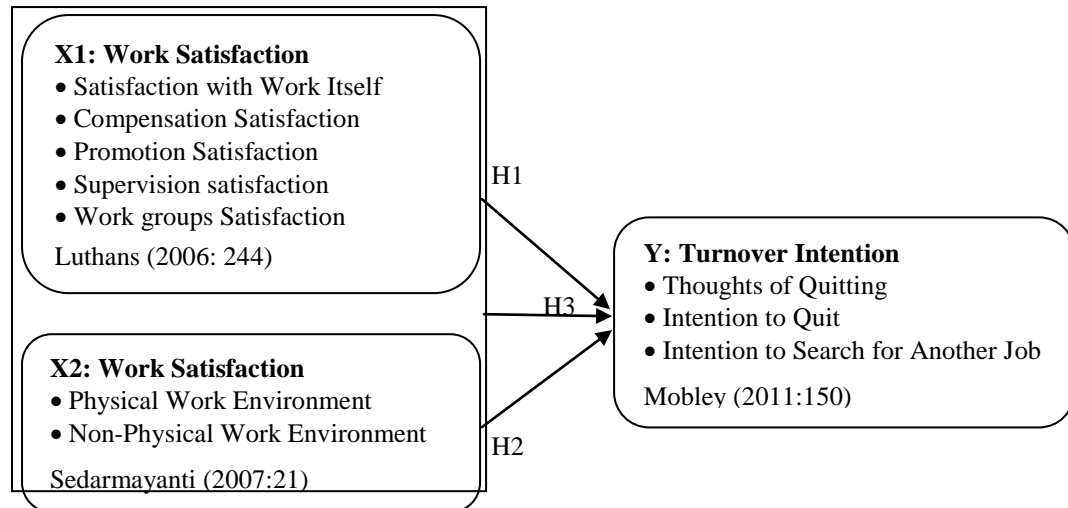 X1: Work Satisfaction
• Satisfaction with Work Itself
• Compensation Satisfaction
• Promotion Satisfaction
• Supervision satisfaction
• Work groups Satisfaction
Luthans (2006: 244)
H1
H3
X2: Work Satisfaction
• Physical Work Environment
• Non-Physical Work Environment
Sedarmayanti (2007:21)
H2
Y: Turnover Intention
• Thoughts of Quitting
• Intention to Quit
• Intention to Search for Another Job
Mobley (2011:150)